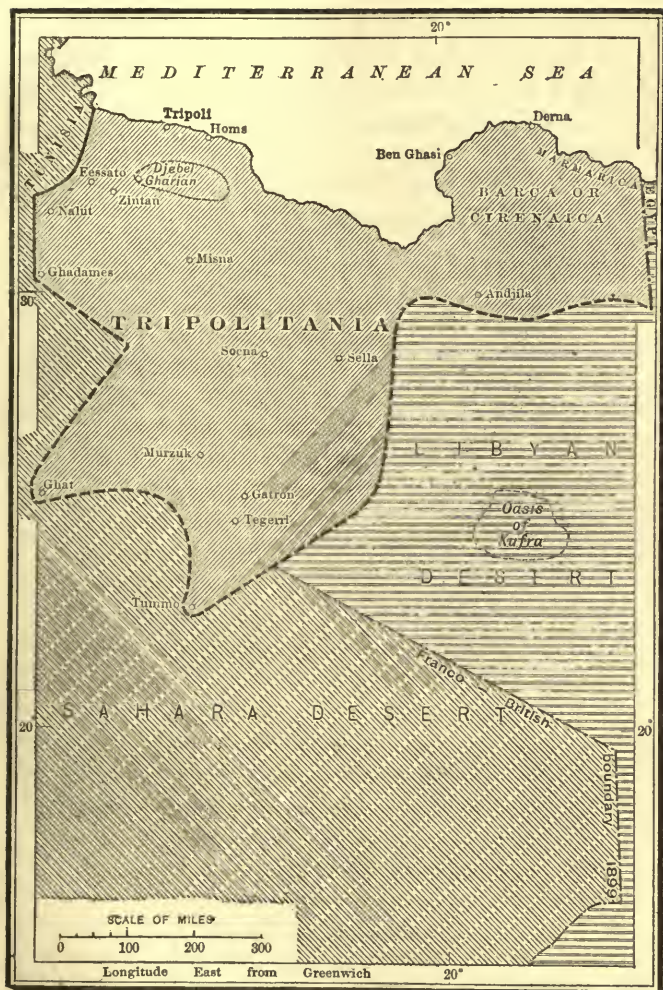 20°
MEDITERRANEAN SEA
TUNISIA
Tripoli
Homs
Derna
Ben Ghasi
MARMARICA
EGYPT
Fessato
Djebel
Gharian
Zintan
Nalut
BARCA OR
CIRENAICA
Misna
Ghadames
30°
Andjila
TRIPOLITANIA
Socna
Sella
LIBYAN
Murzuk
Ghat
Gatron
Tegerri
Oasis
of
Kufra
DESERT
Tummo
Franco - British
boundary
1899
SAHARA DESERT
20
20°
SCALE OF MILES
0 100 200 300
Longitude East from Greenwich
20°